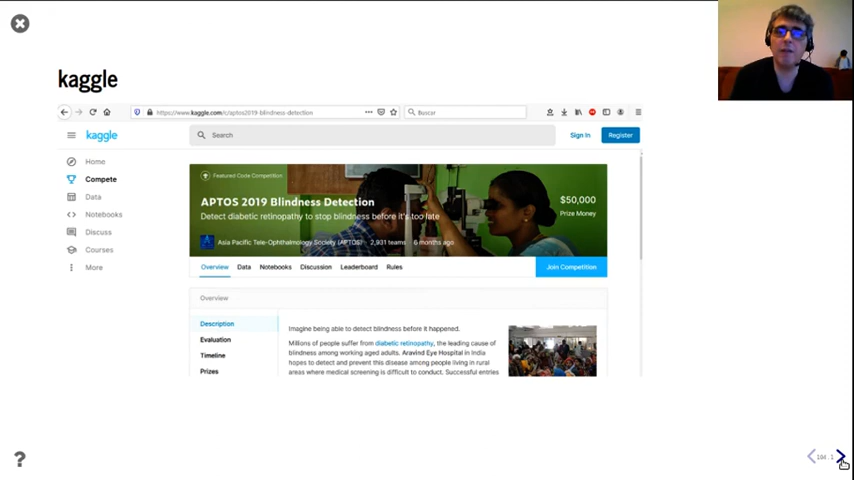 kaggle
https://www.kaggle.com/c/aptos2019-blindness-detection
Buscar
kaggle
Search
Sign In
Register
Home
Compete
Data
Notebooks
Discuss
Courses
More
Featured Code Competition
APTOS 2019 Blindness Detection
Detect diabetic retinopathy to stop blindness before it's too late
$50,000
Prize Money
Asia Pacific Tele-Ophthalmology Society (APTOS) · 2,931 teams · 6 months ago
Overview Data Notebooks Discussion Leaderboard Rules
Join Competition
Overview
Description
Evaluation
Timeline
Prizes
Imagine being able to detect blindness before it happened.
Millions of people suffer from diabetic retinopathy, the leading cause of
blindness among working aged adults. Aravind Eye Hospital in India
hopes to detect and prevent this disease among people living in rural
areas where medical screening is difficult to conduct. Successful entries
?
104.1